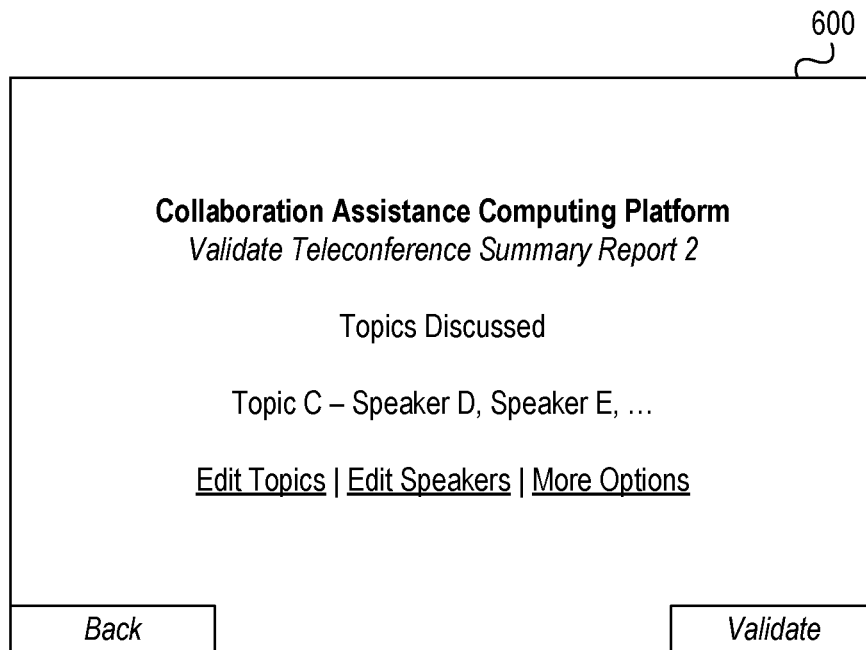 600
Collaboration Assistance Computing Platform
Validate Teleconference Summary Report 2
Topics Discussed
Topic C – Speaker D, Speaker E, …
Edit Topics | Edit Speakers | More Options
Back
Validate